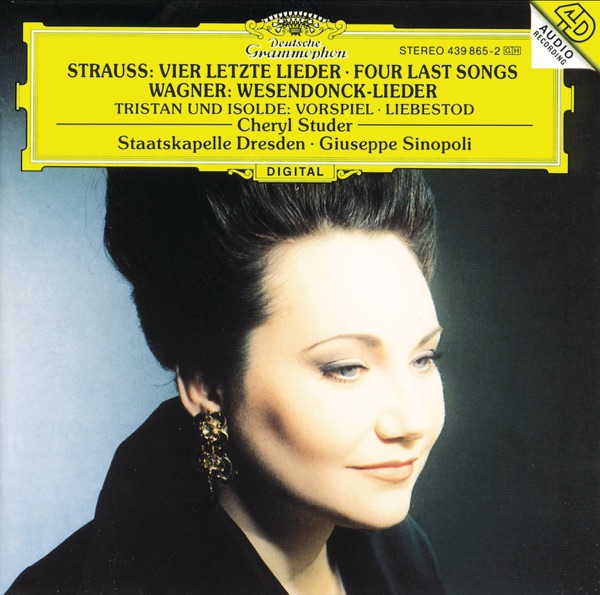 Deutsche
Grammophon
STEREO 439 865-2 GH
STRAUSS: VIER LETZTE LIEDER · FOUR LAST SONGS
WAGNER: WESENDONCK-LIEDER
TRISTAN UND ISOLDE: VORSPIEL · LIEBESTOD
Cheryl Studer
Staatskapelle Dresden · Giuseppe Sinopoli
DIGITAL
4D
AUDIO
RECORDING